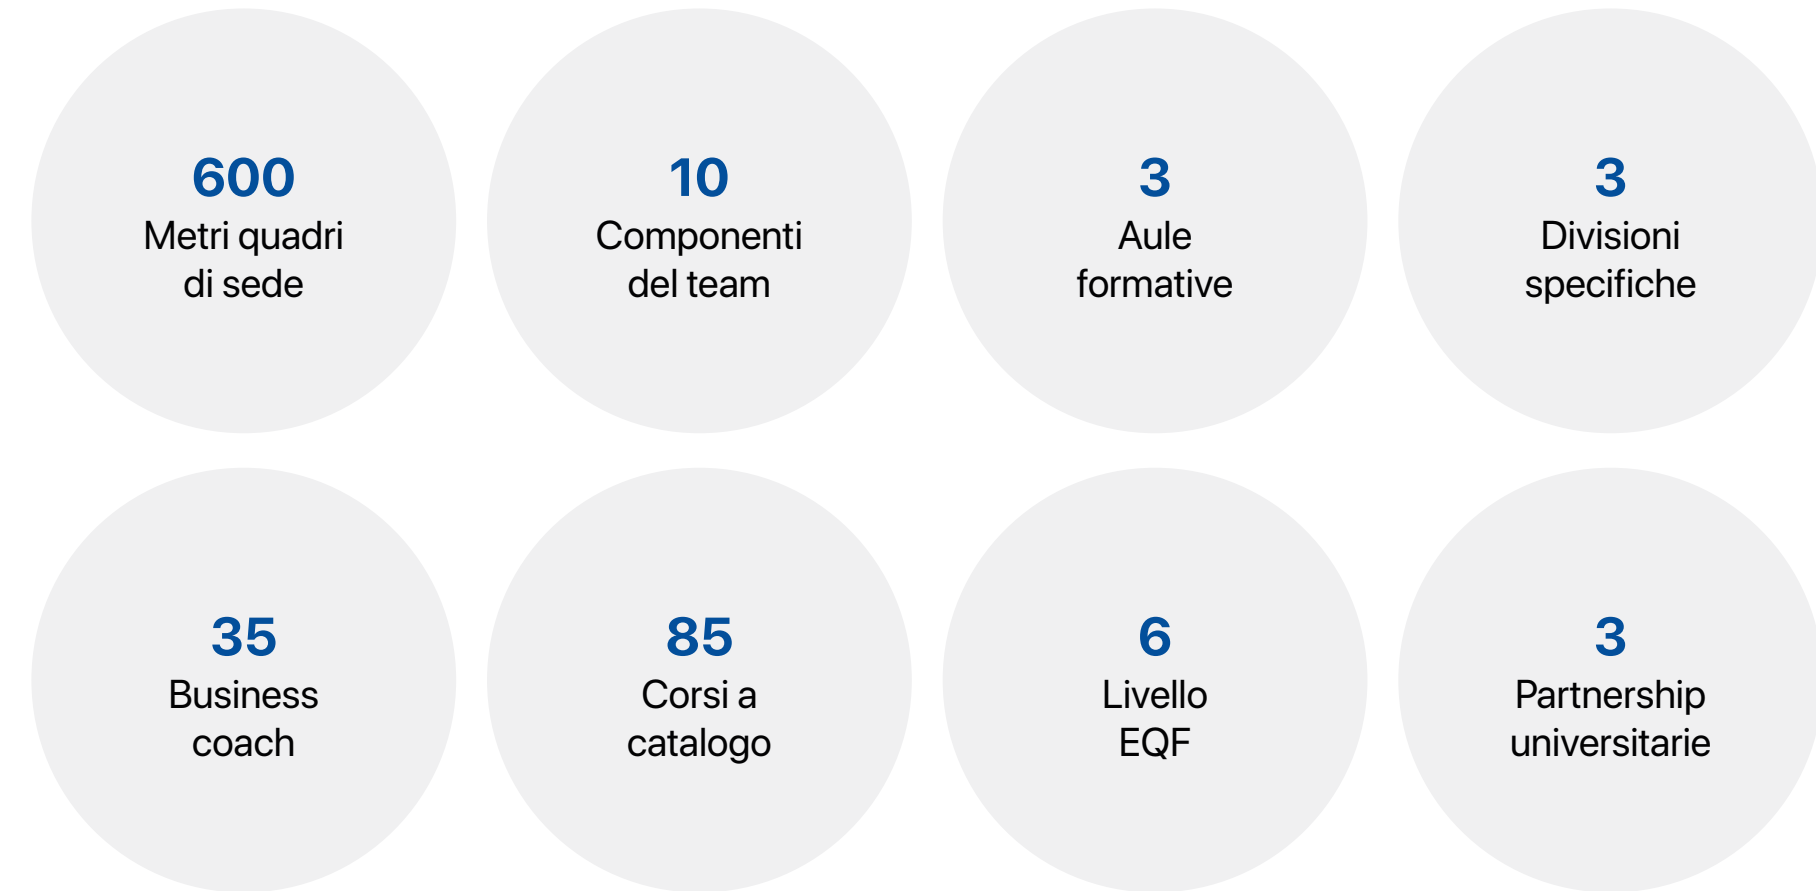 600
Metri quadri
di sede
10
Componenti
del team
3
Aule
formative
3
Divisioni
specifiche
35
Business
coach
85
Corsi a
catalogo
6
Livello
EQF
3
Partnership
universitarie